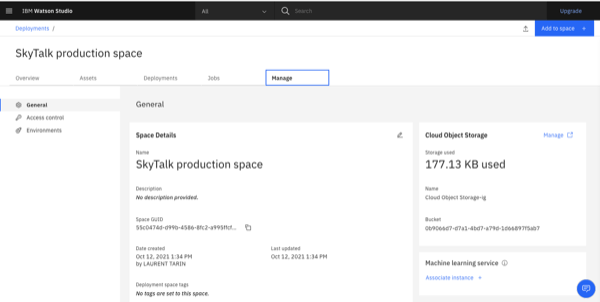 IBM Watson Studio
All
Search
Upgrade
Deployments /
Add to space +
SkyTalk production space
Overview
Assets
Deployments
Jobs
Manage
General
Access control
Environments
General
Space Details
Name
SkyTalk production space
Description
No description provided.
Space GUID
55c0474d-d99b-4586-8fc2-a995ffcf...
Date created
Oct 12, 2021 1:34 PM
by LAURENT TARIN
Last updated
Oct 12, 2021 1:34 PM
Deployment space tags
No tags are set to this space.
Cloud Object Storage
Manage
Storage used
177.13 KB used
Name
Cloud Object Storage-ig
Bucket
0b9066d7-d7a1-4bd7-a79d-1d66897f5ab7
Machine learning service
Associate instance +